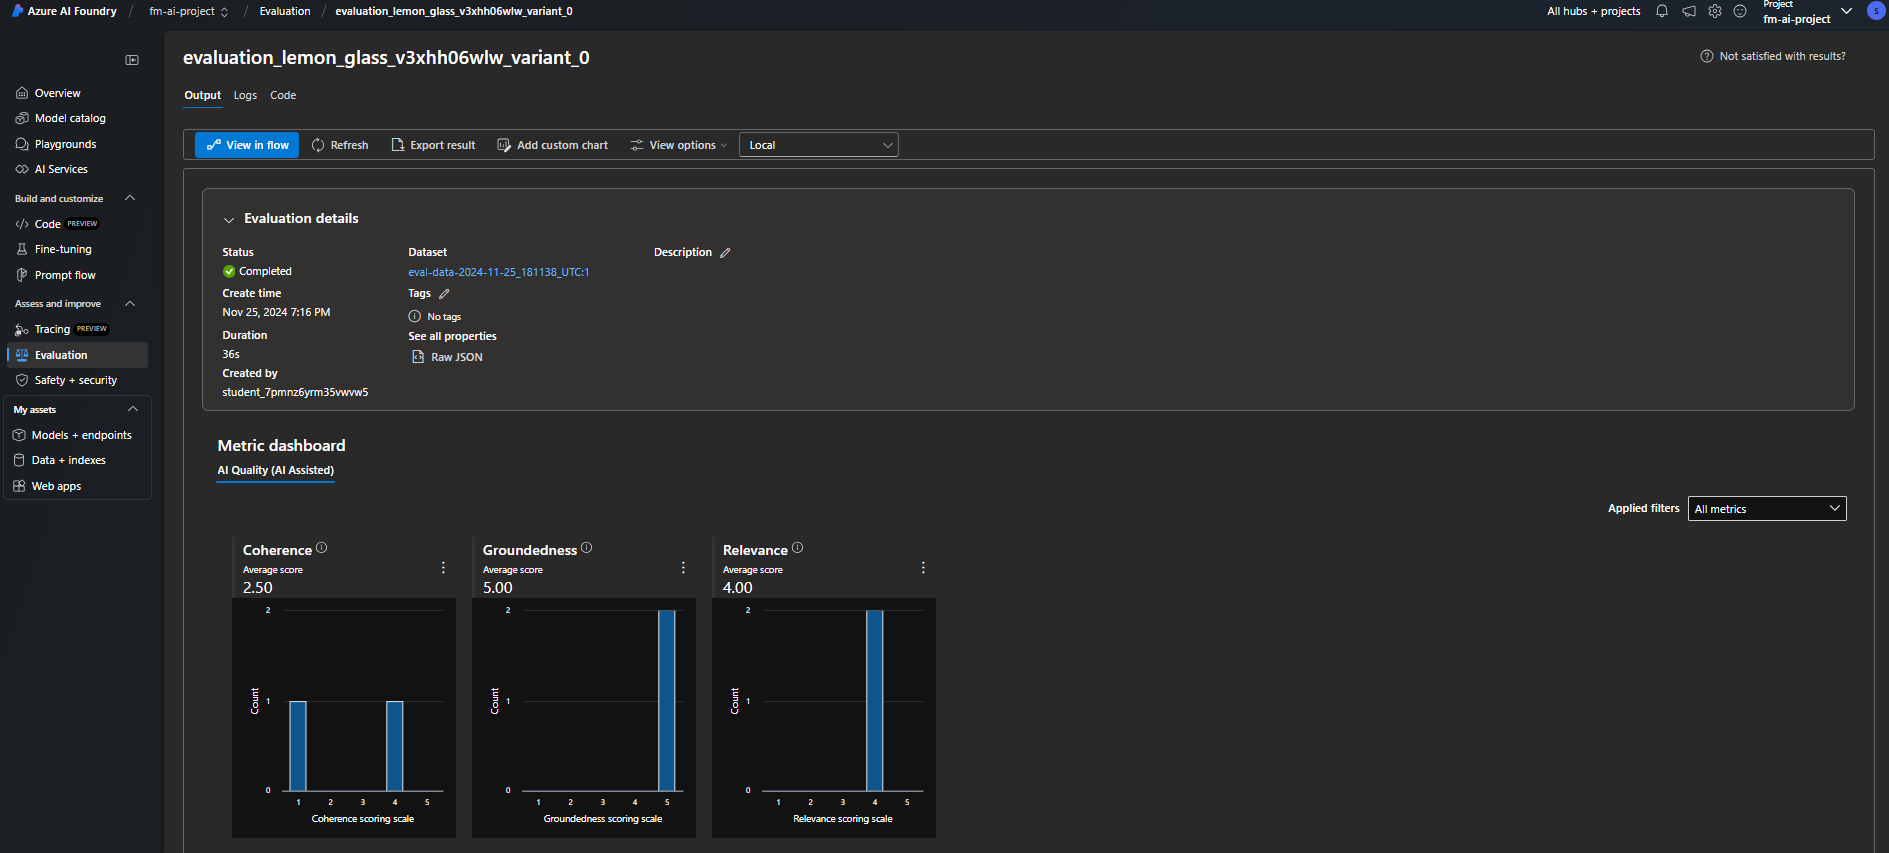 Azure AI Foundry / fm-ai-project / Evaluation / evaluation_lemon_glass_v3xhh06wlw_variant_0
All hubs + projects
Project
fm-ai-project
S
Overview
Model catalog
Playgrounds
AI Services
Build and customize
Code PREVIEW
Fine-tuning
Prompt flow
Assess and improve
Tracing PREVIEW
Evaluation
Safety + security
My assets
Models + endpoints
Data + indexes
Web apps
evaluation_lemon_glass_v3xhh06wlw_variant_0
Not satisfied with results?
Output Logs Code
View in flow Refresh Export result Add custom chart View options Local
Evaluation details
Status
Completed
Create time
Nov 25, 2024 7:16 PM
Duration
36s
Created by
student_7pmnz6yrm35vwvw5
Dataset
eval-data-2024-11-25_181138_UTC:1
Tags
No tags
See all properties
Raw JSON
Description
Metric dashboard
AI Quality (AI Assisted)
Applied filters All metrics
Coherence
Average score
2.50
2
1
0
Count
1 2 3 4 5
Coherence scoring scale
Groundedness
Average score
5.00
2
1
0
Count
1 2 3 4 5
Groundedness scoring scale
Relevance
Average score
4.00
2
1
0
Count
1 2 3 4 5
Relevance scoring scale